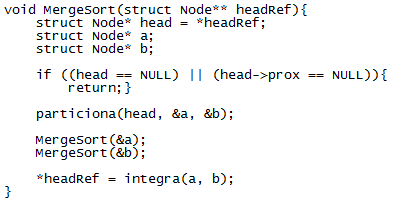 void MergeSort(struct Node** headRef){
    struct Node* head = *headRef;
    struct Node* a;
    struct Node* b;

    if ((head == NULL) || (head->prox == NULL)){
        return;}

    particiona(head, &a, &b);

    MergeSort(&a);
    MergeSort(&b);

    *headRef = integra(a, b);
}